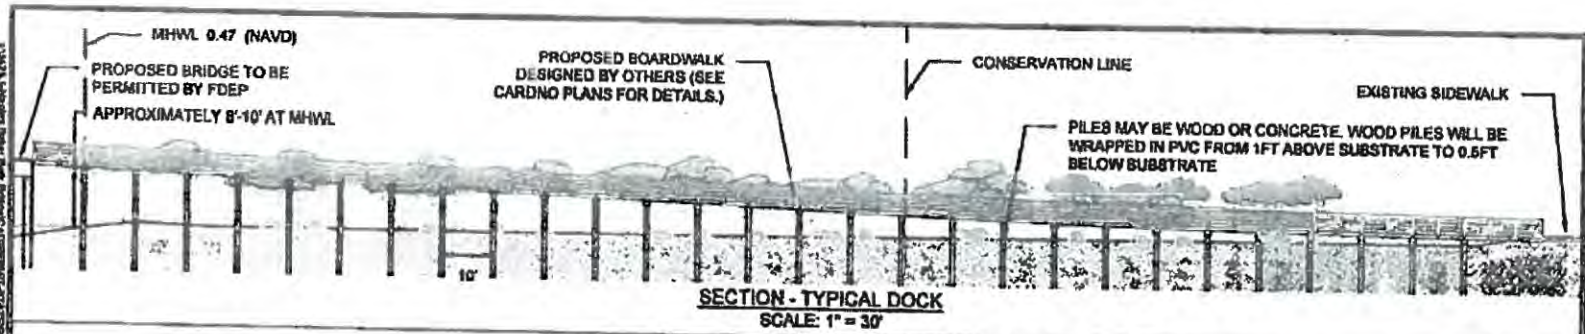 MHWL 0.47 (NAVD)
PROPOSED BRIDGE TO BE
PERMITTED BY FDEP
APPROXIMATELY 8'-10' AT MHWL
PROPOSED BOARDWALK
DESIGNED BY OTHERS (SEE
CARDNO PLANS FOR DETAILS.)
CONSERVATION LINE
EXISTING SIDEWALK
PILES MAY BE WOOD OR CONCRETE. WOOD PILES WILL BE
WRAPPED IN PVC FROM 1FT ABOVE SUBSTRATE TO 0.5FT
BELOW SUBSTRATE
10'
SECTION - TYPICAL DOCK
SCALE: 1" = 30'